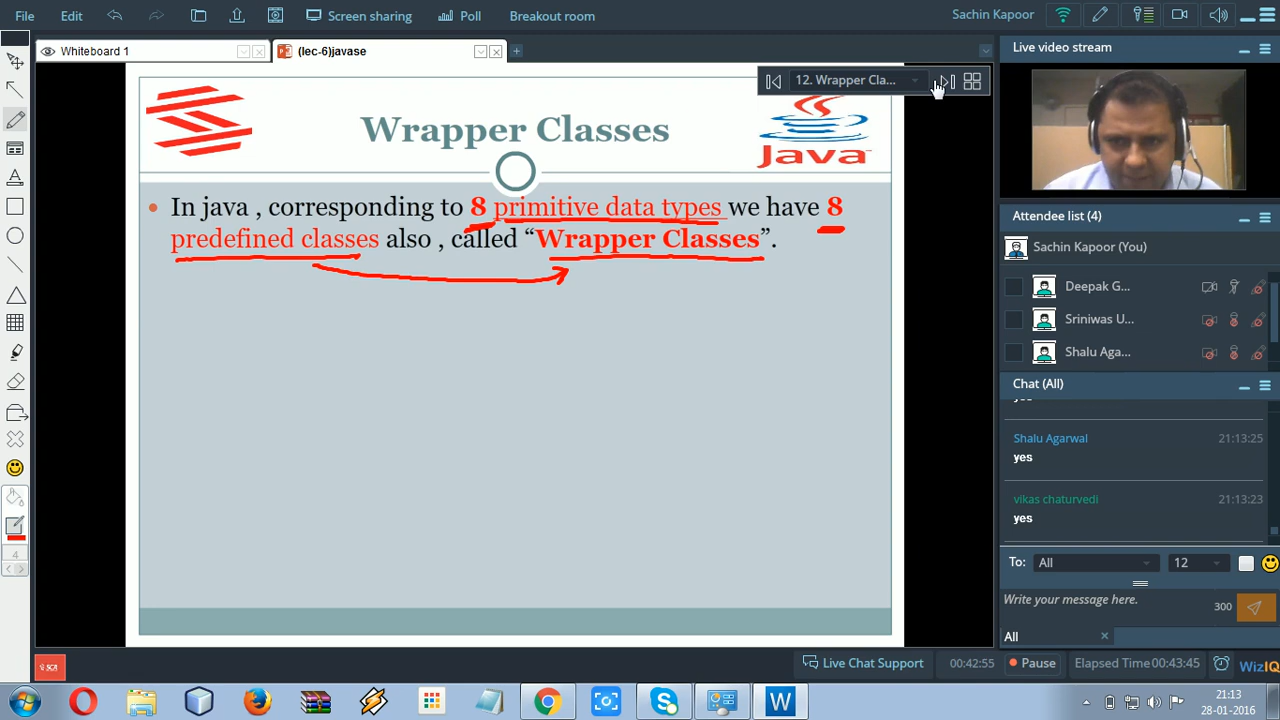 File Edit Screen sharing Poll Breakout room Sachin Kapoor
Whiteboard 1 (lec-6)javase
Live video stream
12. Wrapper Cla...
Wrapper Classes
Java
In java , corresponding to 8 primitive data types we have 8
predefined classes also , called “Wrapper Classes”.
Attendee list (4)
Sachin Kapoor (You)
Deepak G...
Sriniwas U...
Shalu Aga...
Chat (All)
yes
Shalu Agarwal 21:13:25
yes
vikas chaturvedi 21:13:23
yes
To: All 12
Write your message here. 300
All
4
Live Chat Support 00:42:55 Pause Elapsed Time 00:43:45 WizIQ
21:13
28-01-2016